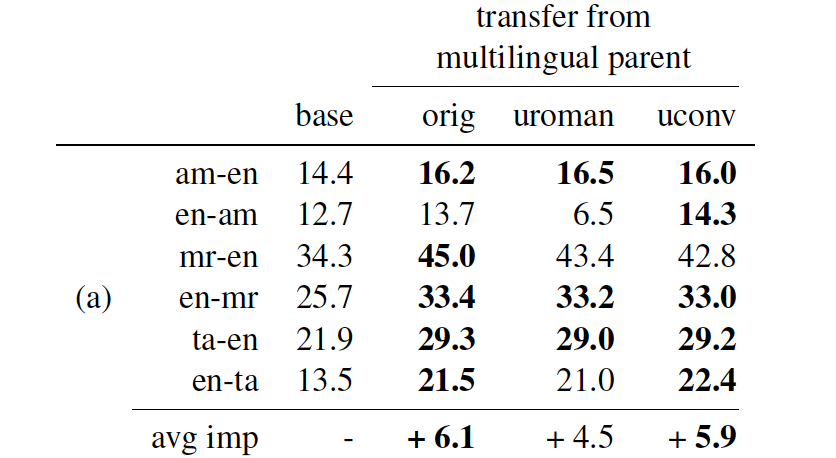 transfer from
multilingual parent
base orig uroman uconv
am-en 14.4 16.2 16.5 16.0
en-am 12.7 13.7 6.5 14.3
mr-en 34.3 45.0 43.4 42.8
(a) en-mr 25.7 33.4 33.2 33.0
ta-en 21.9 29.3 29.0 29.2
en-ta 13.5 21.5 21.0 22.4
avg imp - + 6.1 + 4.5 + 5.9